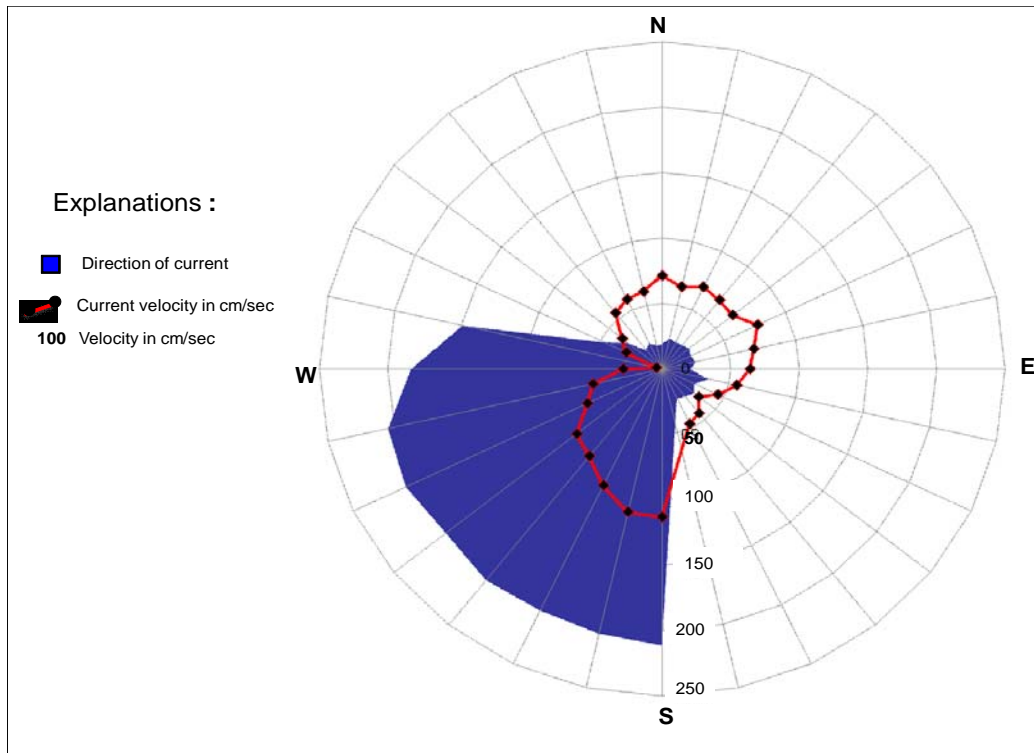 N
Explanations :
Direction of current
Current velocity in cm/sec
100 Velocity in cm/sec
W
E
0
50
100
150
200
250
S